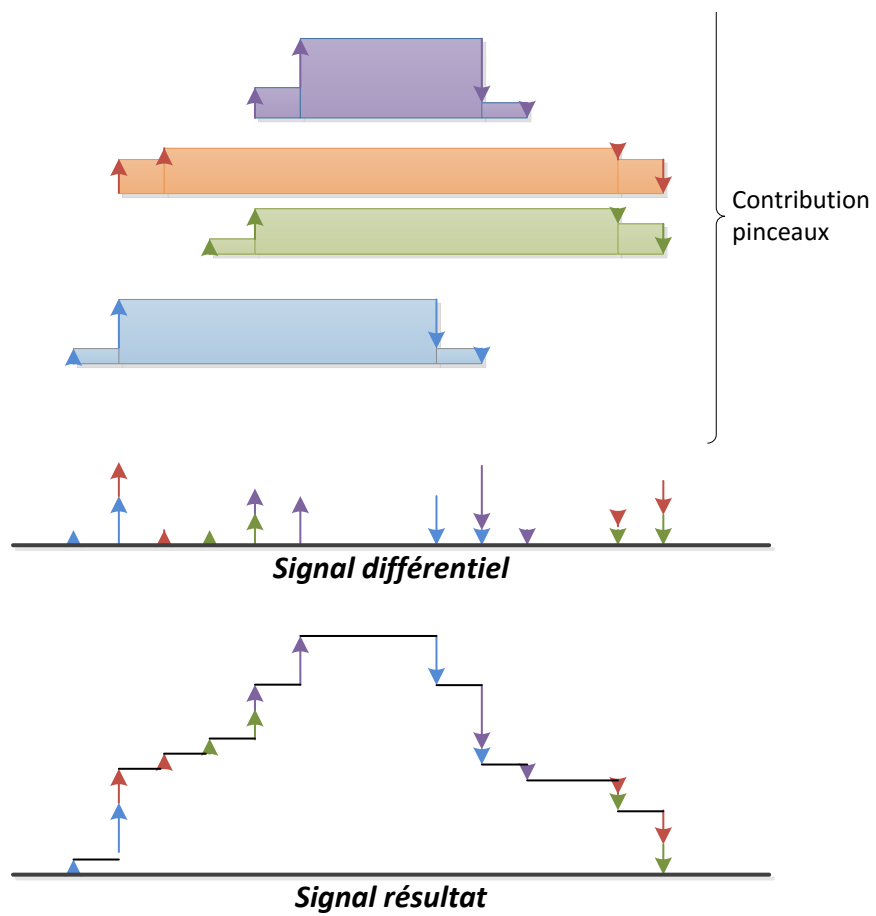 Contribution
pinceaux
Signal différentiel
Signal résultat